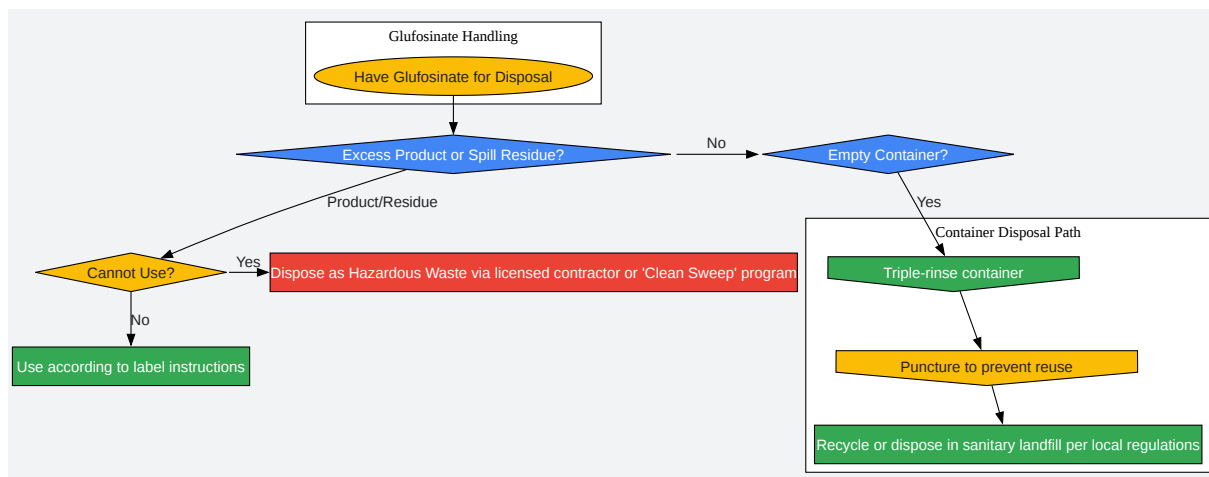 Glufosinate Handling
Have Glufosinate for Disposal
Excess Product or Spill Residue?
No
Empty Container?
Product/Residue
Yes
Container Disposal Path
Cannot Use?
Yes
Dispose as Hazardous Waste via licensed contractor or 'Clean Sweep' program
Triple-rinse container
No
Use according to label instructions
Puncture to prevent reuse
Recycle or dispose in sanitary landfill per local regulations